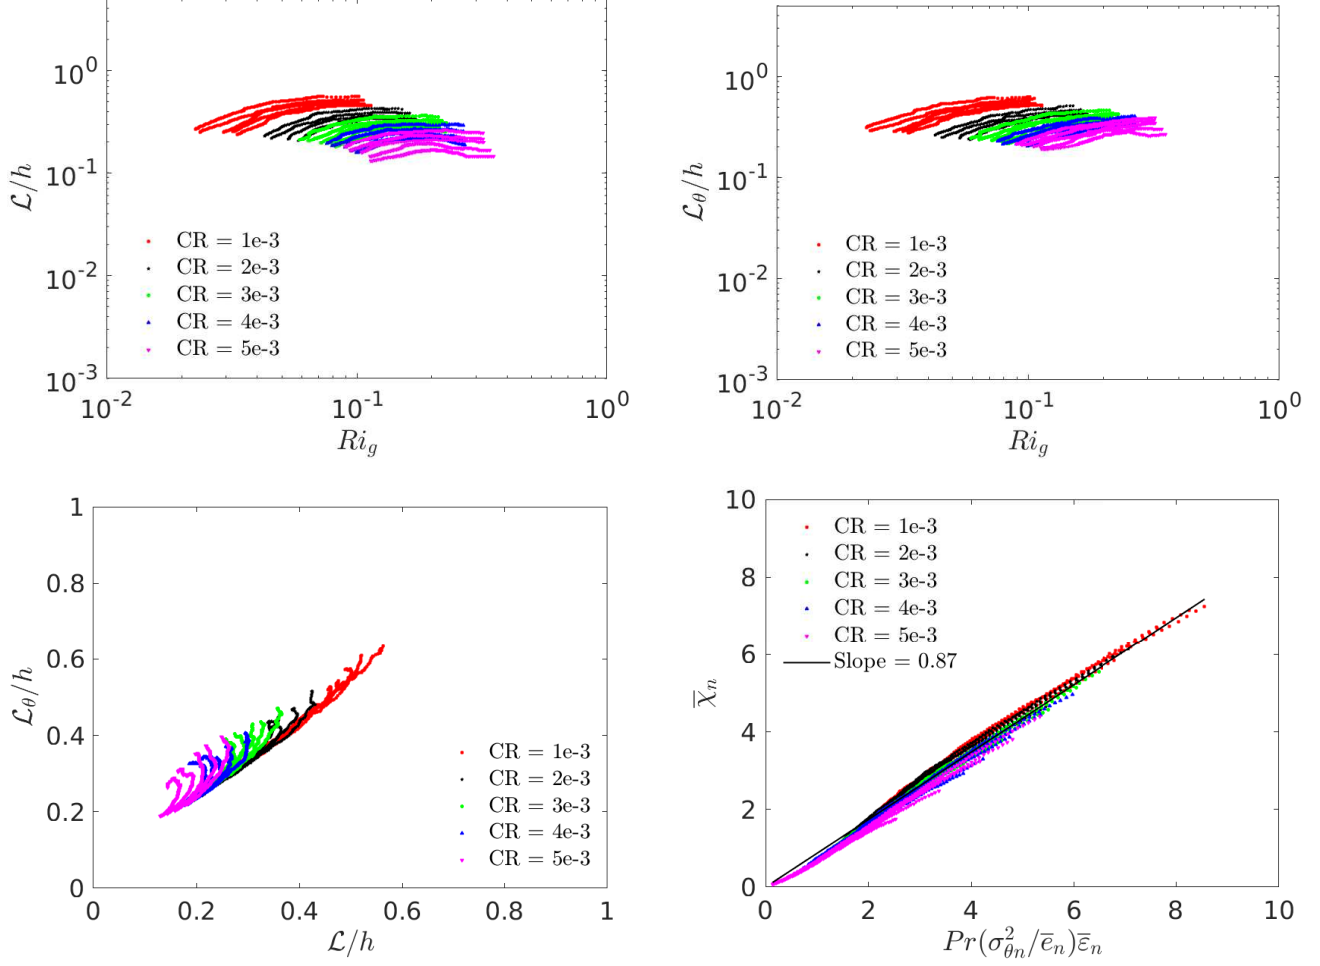 10^0
10^-1
10^-2
10^-3
10^-2
10^-1
10^0
ℒ/h
Ri_g
CR = 1e-3
CR = 2e-3
CR = 3e-3
CR = 4e-3
CR = 5e-3
10^0
10^-1
10^-2
10^-3
10^-2
10^-1
10^0
ℒ_θ/h
Ri_g
CR = 1e-3
CR = 2e-3
CR = 3e-3
CR = 4e-3
CR = 5e-3
1
0.8
0.6
0.4
0.2
0
0 0.2 0.4 0.6 0.8 1
ℒ_θ/h
ℒ/h
CR = 1e-3
CR = 2e-3
CR = 3e-3
CR = 4e-3
CR = 5e-3
10
8
6
4
2
0
0 2 4 6 8 10
χ̅_n
Pr(σ²_θn/e̅_n)ε̅_n
CR = 1e-3
CR = 2e-3
CR = 3e-3
CR = 4e-3
CR = 5e-3
Slope = 0.87